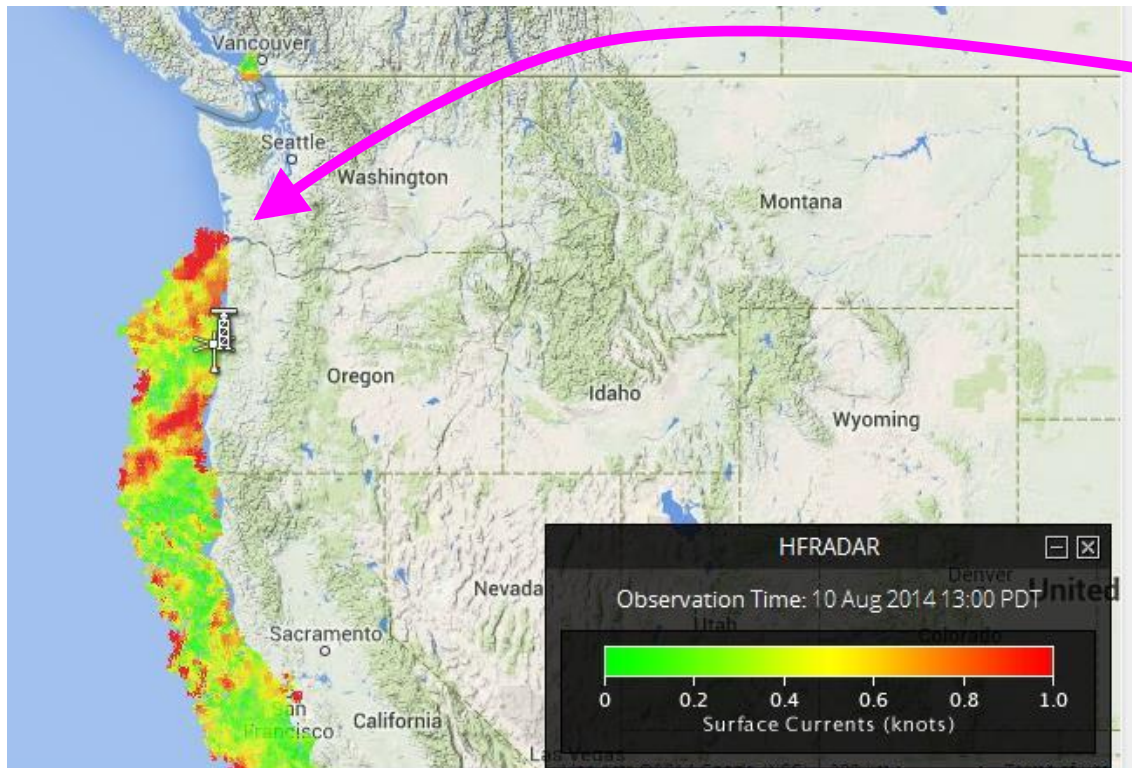 Vancouver
Seattle
Washington
Montana
Oregon
Idaho
Wyoming
HFRADAR
Observation Time: 10 Aug 2014 13:00 PDT
Denver
United
Nevada
Utah
Colorado
Sacramento
0 0.2 0.4 0.6 0.8 1.0
Surface Currents (knots)
San
Francisco
California
Las Vegas